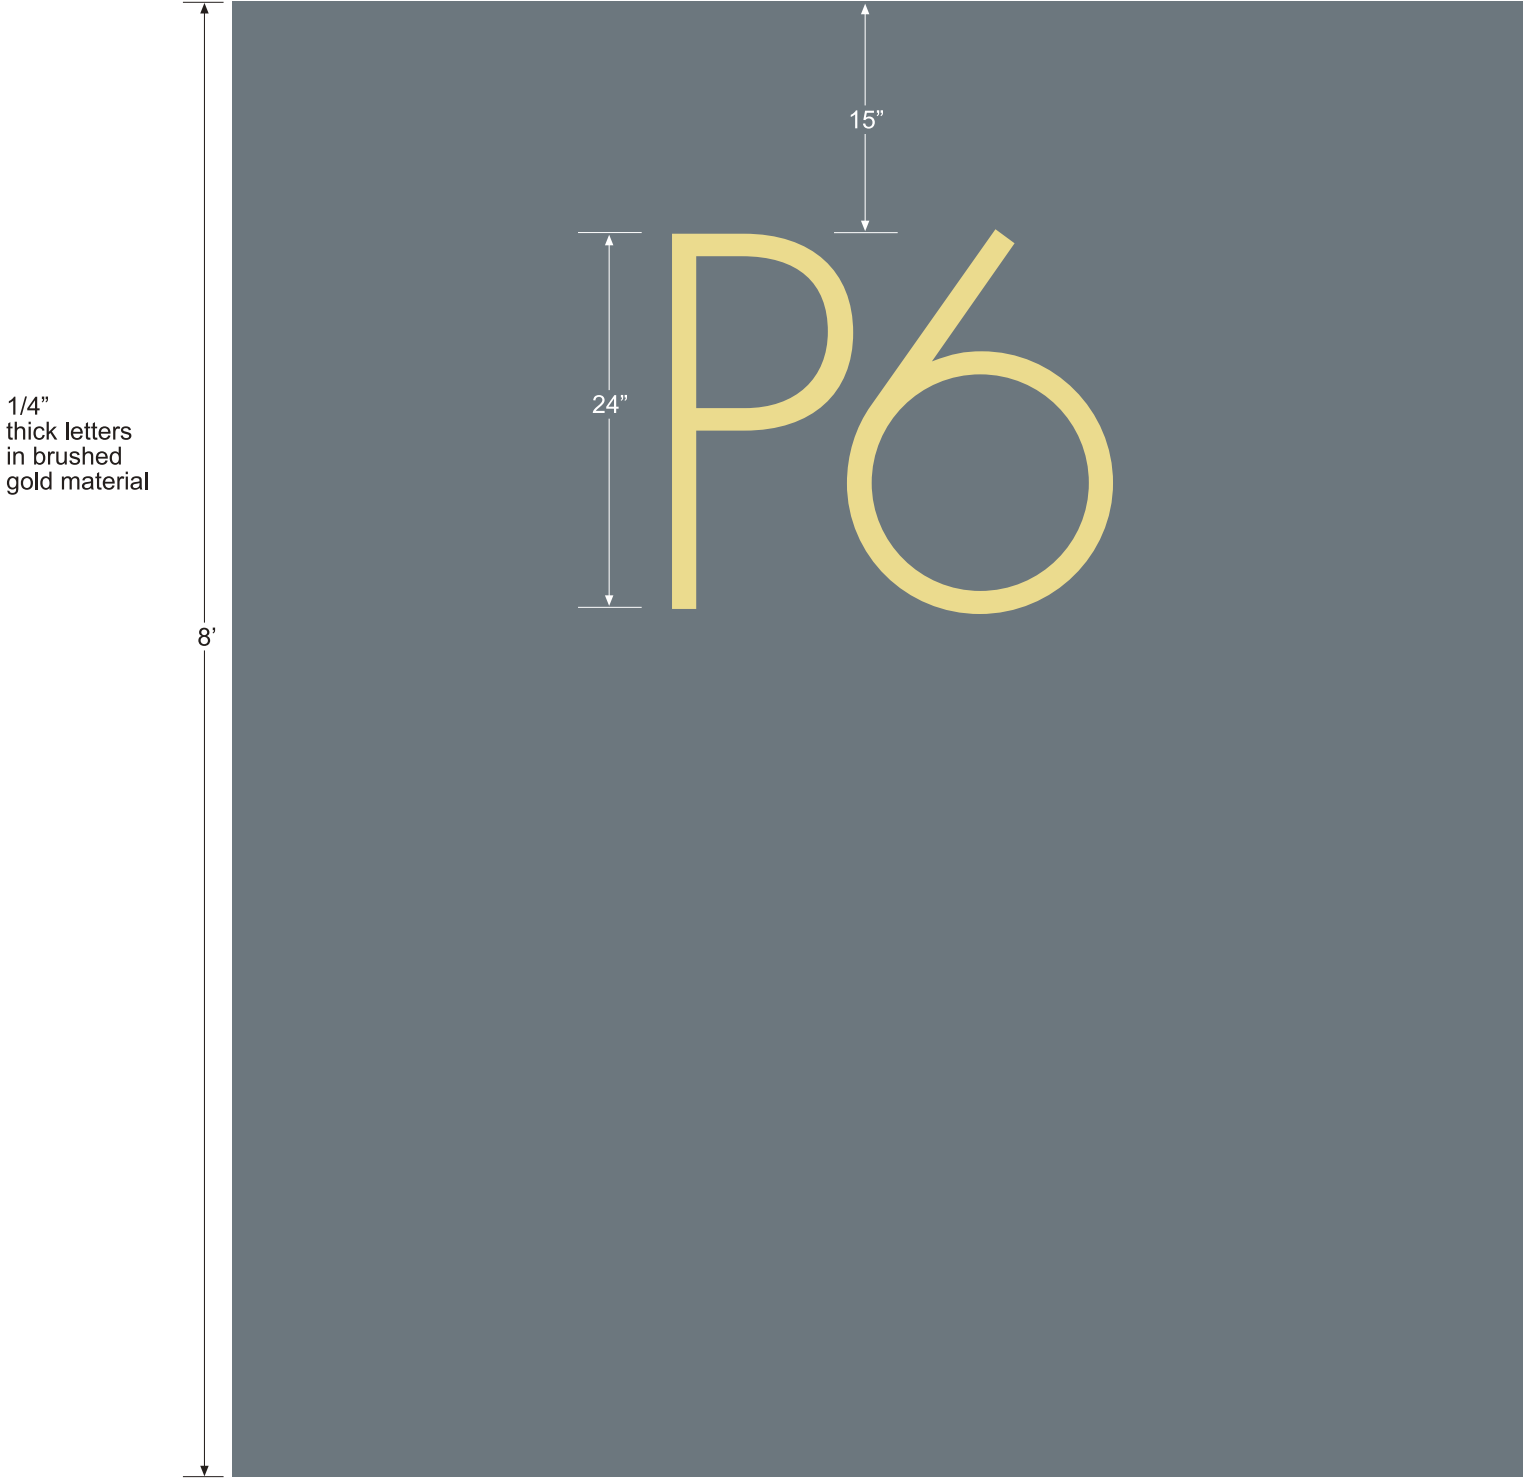 15”
P6
24”
1/4”
thick letters
in brushed
gold material
8’